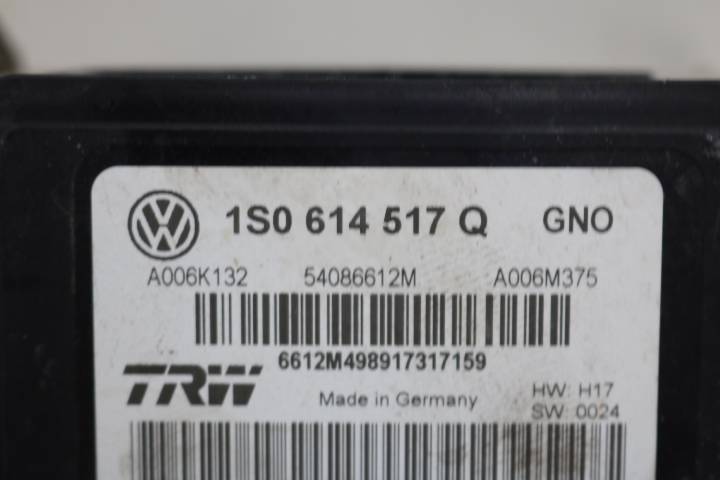 1S0 614 517 Q GNO
A006K132 54086612M A006M375
6612M498917317159
TRW Made in Germany HW: H17
SW: 0024